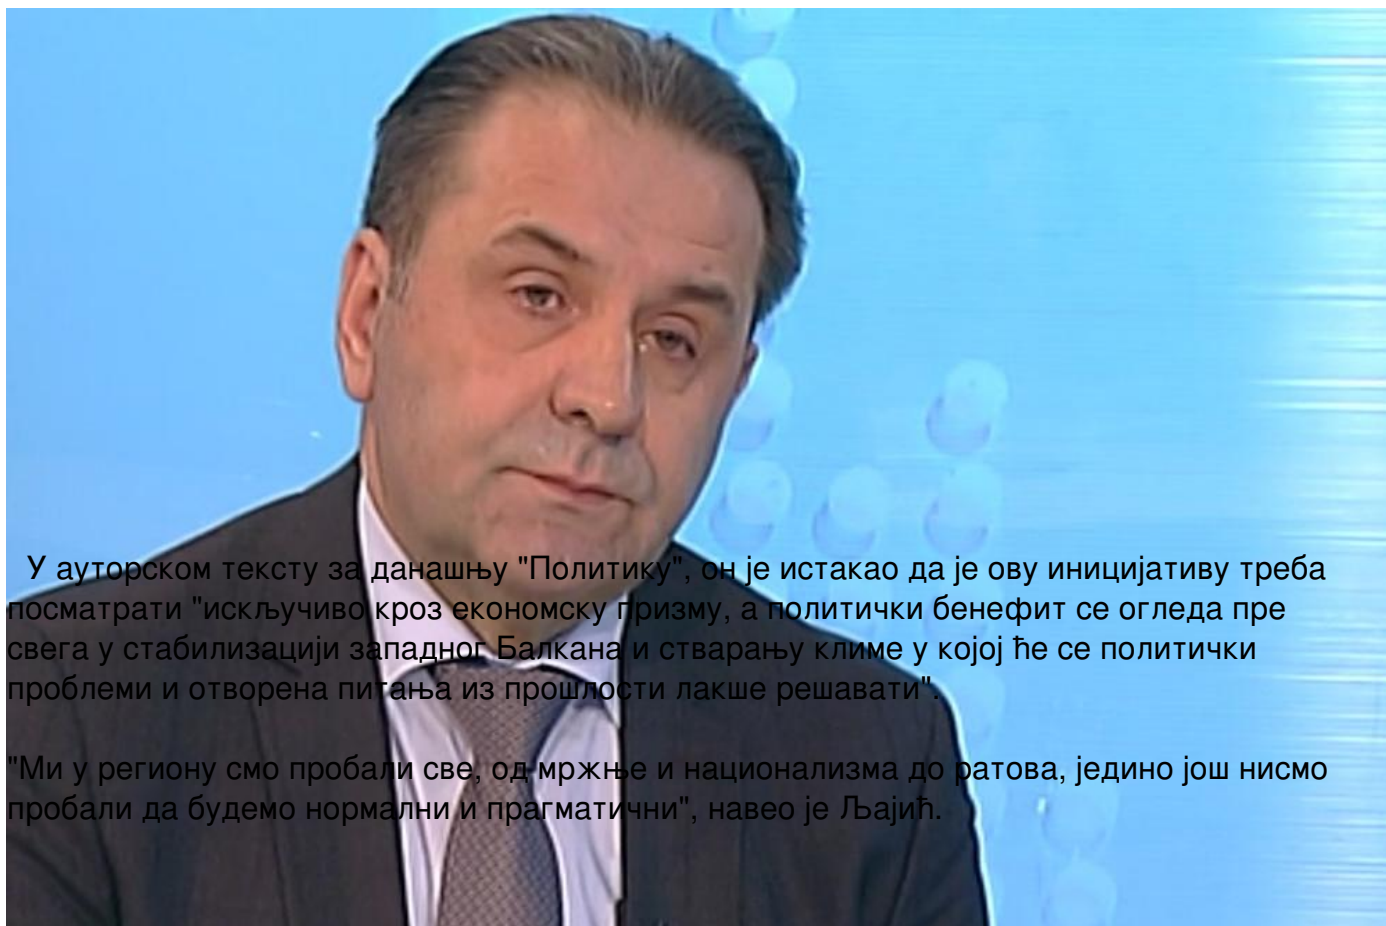 У ауторском тексту за данашњу "Политику", он је истакао да је ову иницијативу треба
посматрати "искључиво кроз економску призму, а политички бенефит се огледа пре
свега у стабилизацији западног Балкана и стварању климе у којој ће се политички
проблеми и отворена питања из прошлости лакше решавати".
"Ми у региону смо пробали све, од мржње и национализма до ратова, једино још нисмо
пробали да будемо нормални и прагматични", навео је Љајић.